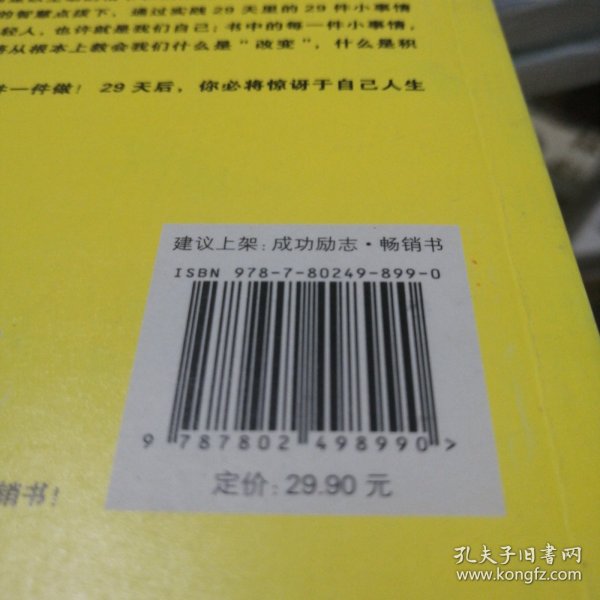 的智慧点拨下，通过实践29天里的29件小事情
轻人，也许就是我们自己；书中的每一件小事情
将从根本上教会我们什么是“改变”，什么是积
件一件做！29天后，你必将惊讶于自己人生
建议上架：成功励志·畅销书
ISBN 978-7-80249-899-0
9 787802 498990>
定价：29.90 元
销书！
孔夫子旧书网
www.kongfz.com